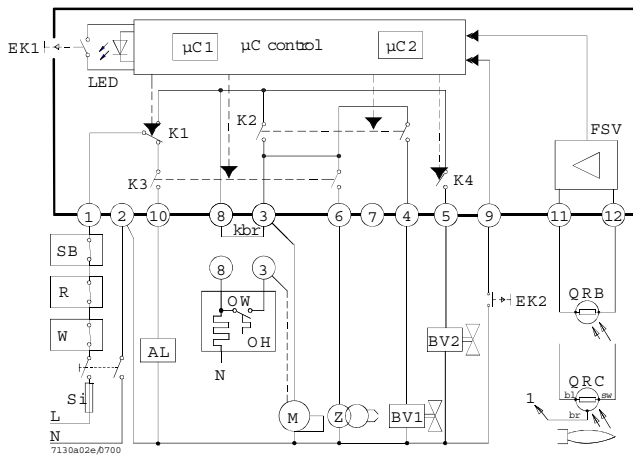 EK1
LED
µC1
µC control
µC2
K1
K2
FSV
K3
K4
1
2
10
8
3
6
7
4
5
9
11
12
kbr
SB
R
W
Si
L
N
8
3
OW
OH
N
AL
M
Z
BV1
BV2
EK2
QRB
QRC
bl
sw
br
1
7130a02e/0700